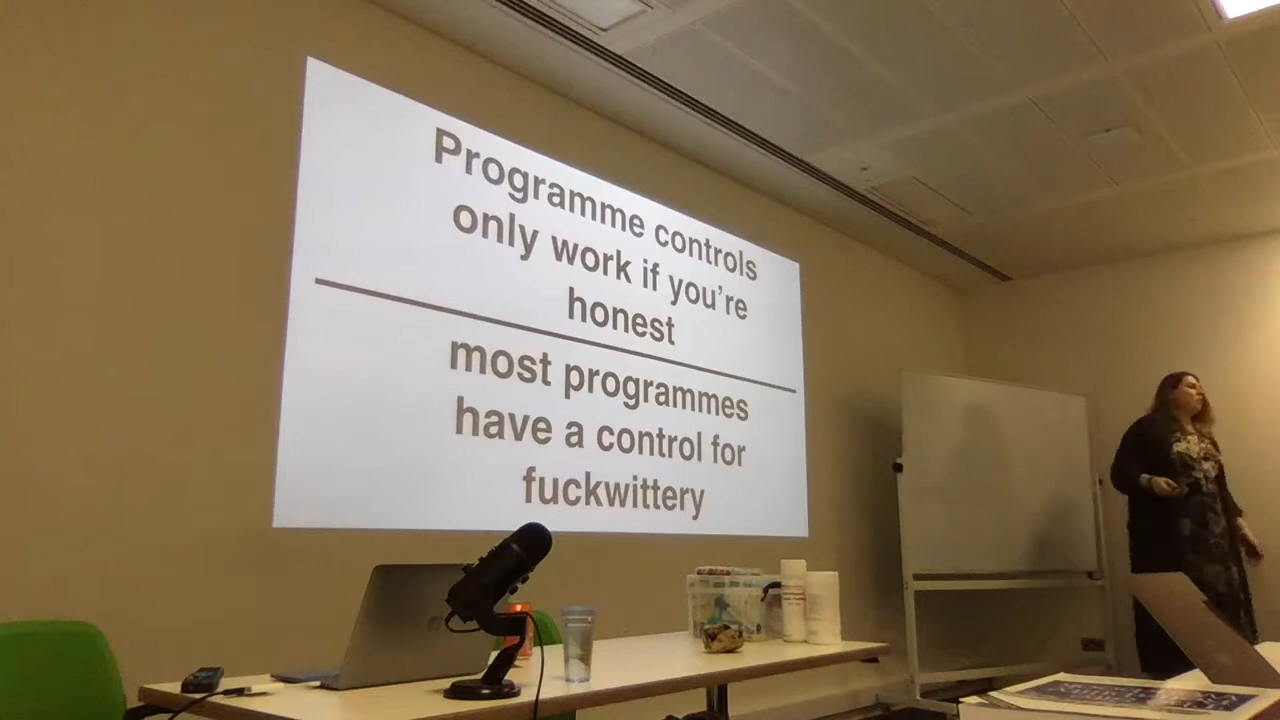 Programme controls
only work if you're
honest
most programmes
have a control for
fuckwittery